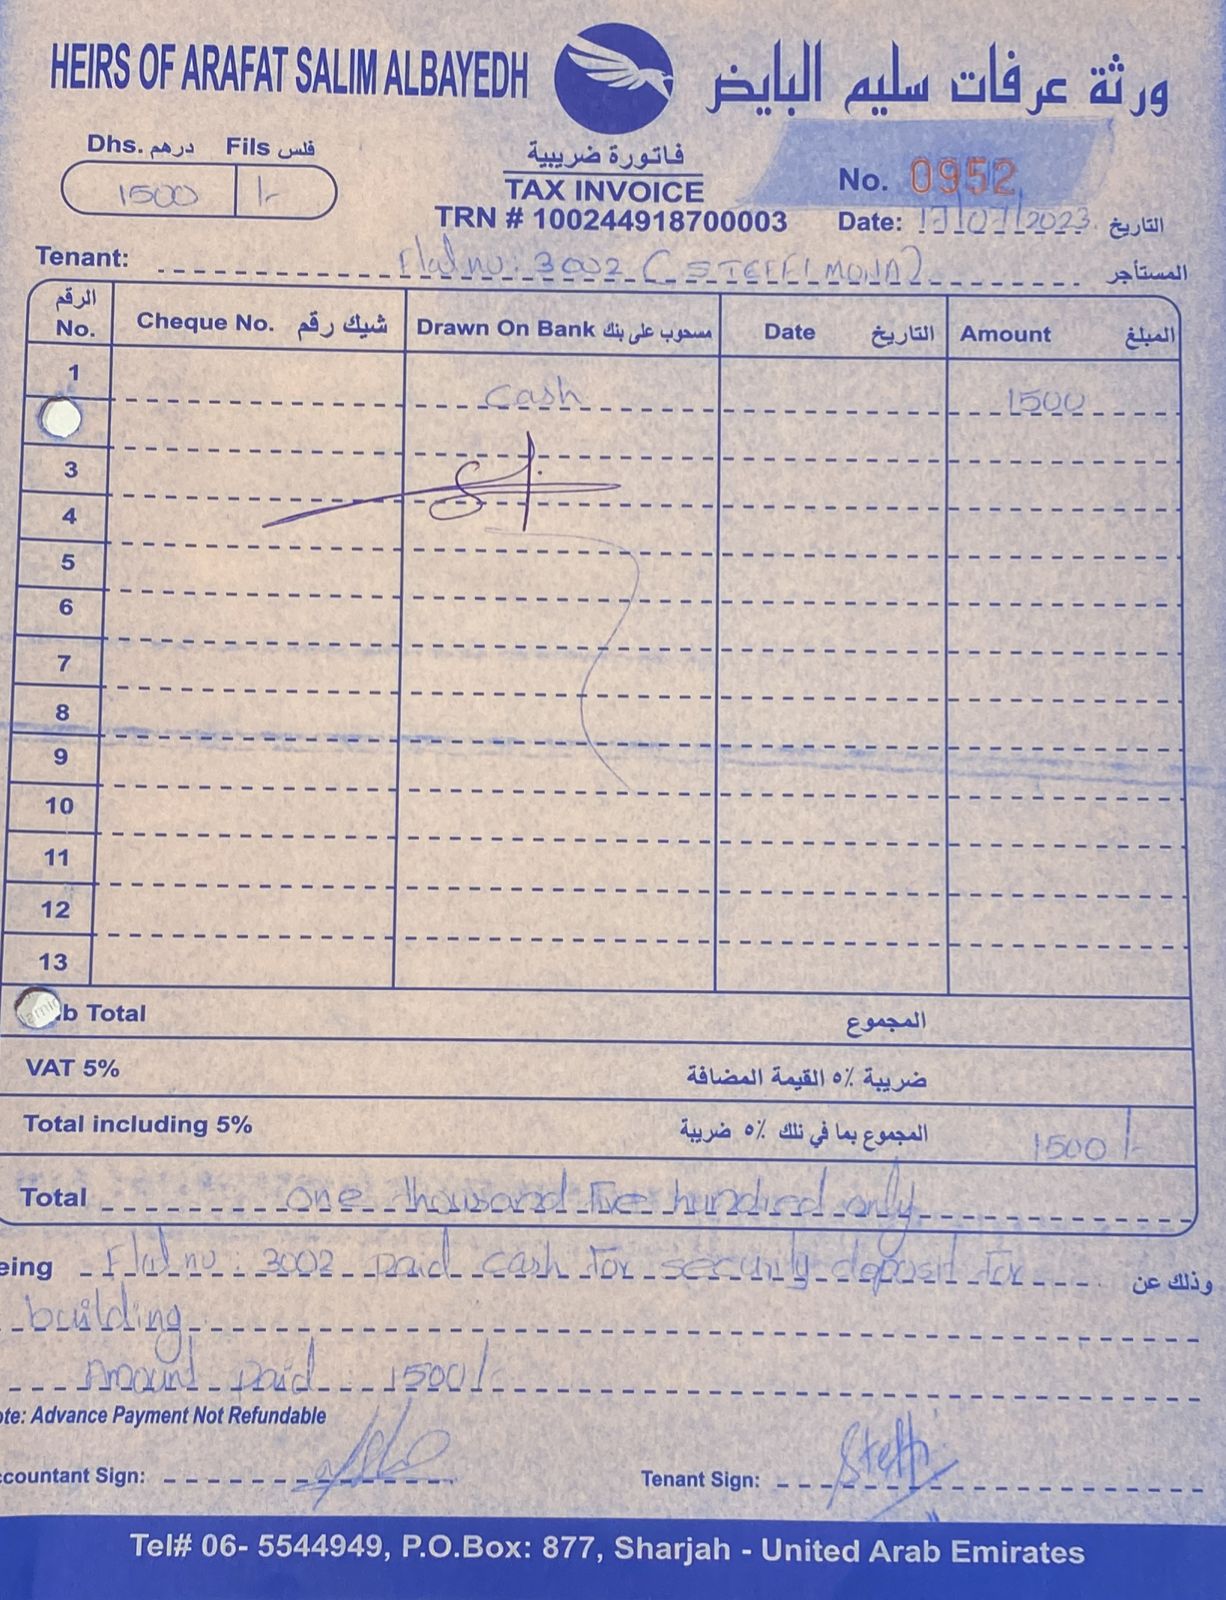 HEIRS OF ARAFAT SALIM ALBAYEDH
ورثة عرفات سليم البايض
Dhs. درهم Fils فلس
1500 /-
فاتورة ضريبية
TAX INVOICE
TRN # 100244918700003
No. 0952
Date: 17/07/2023 التاريخ
Tenant: Flat no: 3002 (STEFFI MONA) المستأجر
الرقم No. Cheque No. شيك رقم Drawn On Bank مسحوب على بنك Date التاريخ Amount المبلغ
1 Cash 1500
3
4
5
6
7
8
9
10
11
12
13
b Total المجموع
VAT 5% ضريبة ٥٪ القيمة المضافة
Total including 5% المجموع بما في ذلك ٥٪ ضريبة 1500/-
Total one thousand five hundred only
eing Flat no: 3002 paid cash for security deposit for وذلك عن
building
Amount paid 1500/-
ote: Advance Payment Not Refundable
ccountant Sign:
Tenant Sign: Steffi
Tel# 06- 5544949, P.O.Box: 877, Sharjah - United Arab Emirates